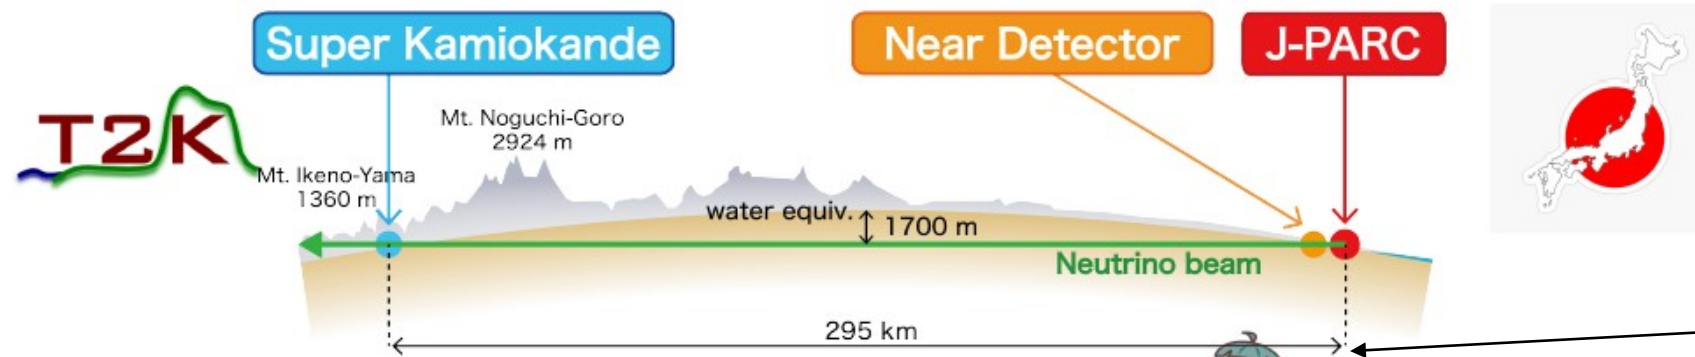 Super Kamiokande
Near Detector
J-PARC
T2K
Mt. Noguchi-Goro
2924 m
Mt. Ikeno-Yama
1360 m
water equiv.
1700 m
Neutrino beam
295 km